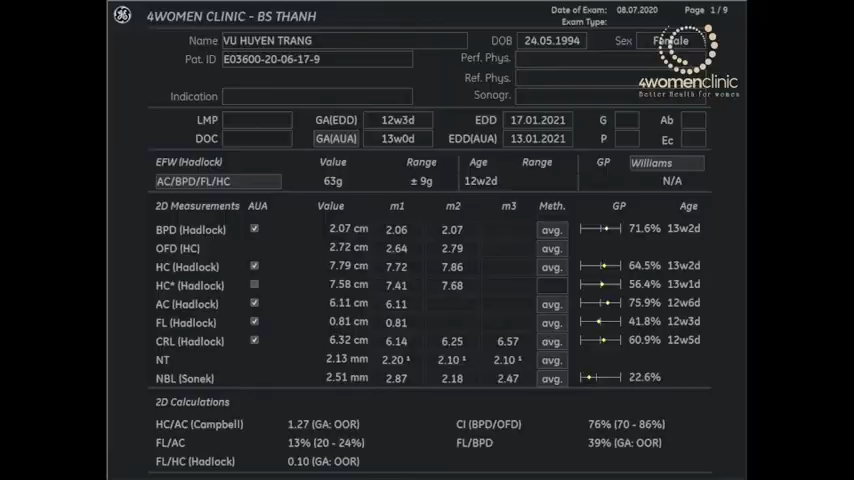 4WOMEN CLINIC - BS THANH
Date of Exam: 08.07.2020 Page 1 / 9
Exam Type:
Name VU HUYEN TRANG DOB 24.05.1994 Sex Female
Pat. ID E03600-20-06-17-9 Perf. Phys.
Ref. Phys.
4womenclinic
Better Health for women
Indication Sonogr.
LMP GA(EDD) 12w3d EDD 17.01.2021 G Ab
DOC GA(AUA) 13w0d EDD(AUA) 13.01.2021 P Ec
EFW (Hadlock) Value Range Age Range GP Williams
AC/BPD/FL/HC 63g ± 9g 12w2d N/A
2D Measurements AUA Value m1 m2 m3 Meth. GP Age
BPD (Hadlock) 2.07 cm 2.06 2.07 avg. 71.6% 13w2d
OFD (HC) 2.72 cm 2.64 2.79 avg.
HC (Hadlock) 7.79 cm 7.72 7.86 avg. 64.5% 13w2d
HC* (Hadlock) 7.58 cm 7.41 7.68 56.4% 13w1d
AC (Hadlock) 6.11 cm 6.11 avg. 75.9% 12w6d
FL (Hadlock) 0.81 cm 0.81 avg. 41.8% 12w3d
CRL (Hadlock) 6.32 cm 6.14 6.25 6.57 avg. 60.9% 12w5d
NT 2.13 mm 2.20 ¹ 2.10 ¹ 2.10 ¹ avg.
NBL (Sonek) 2.51 mm 2.87 2.18 2.47 avg. 22.6%
2D Calculations
HC/AC (Campbell) 1.27 (GA: OOR) CI (BPD/OFD) 76% (70 - 86%)
FL/AC 13% (20 - 24%) FL/BPD 39% (GA: OOR)
FL/HC (Hadlock) 0.10 (GA: OOR)